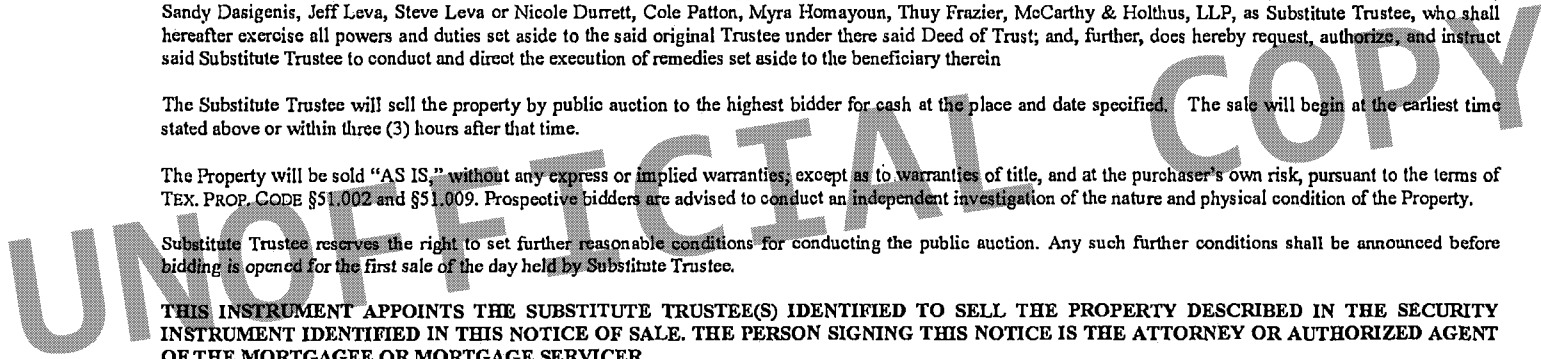 Sandy Dasigenis, Jeff Leva, Steve Leva or Nicole Durrett, Cole Patton, Myra Homayoun, Thuy Frazier, McCarthy & Holthus, LLP, as Substitute Trustee, who shall
hereafter exercise all powers and duties set aside to the said original Trustee under there said Deed of Trust; and, further, does hereby request, authorize, and instruct
said Substitute Trustee to conduct and direct the execution of remedies set aside to the beneficiary therein
The Substitute Trustee will sell the property by public auction to the highest bidder for cash at the place and date specified. The sale will begin at the earliest time
stated above or within three (3) hours after that time.
The Property will be sold “AS IS,” without any express or implied warranties, except as to warranties of title, and at the purchaser's own risk, pursuant to the terms of
TEX. PROP. CODE §51.002 and §51.009. Prospective bidders are advised to conduct an independent investigation of the nature and physical condition of the Property.
Substitute Trustee reserves the right to set further reasonable conditions for conducting the public auction. Any such further conditions shall be announced before
bidding is opened for the first sale of the day held by Substitute Trustee.
THIS INSTRUMENT APPOINTS THE SUBSTITUTE TRUSTEE(S) IDENTIFIED TO SELL THE PROPERTY DESCRIBED IN THE SECURITY
INSTRUMENT IDENTIFIED IN THIS NOTICE OF SALE. THE PERSON SIGNING THIS NOTICE IS THE ATTORNEY OR AUTHORIZED AGENT
OF THE MORTGAGEE OR MORTGAGE SERVICER
UNOFFICIAL COPY